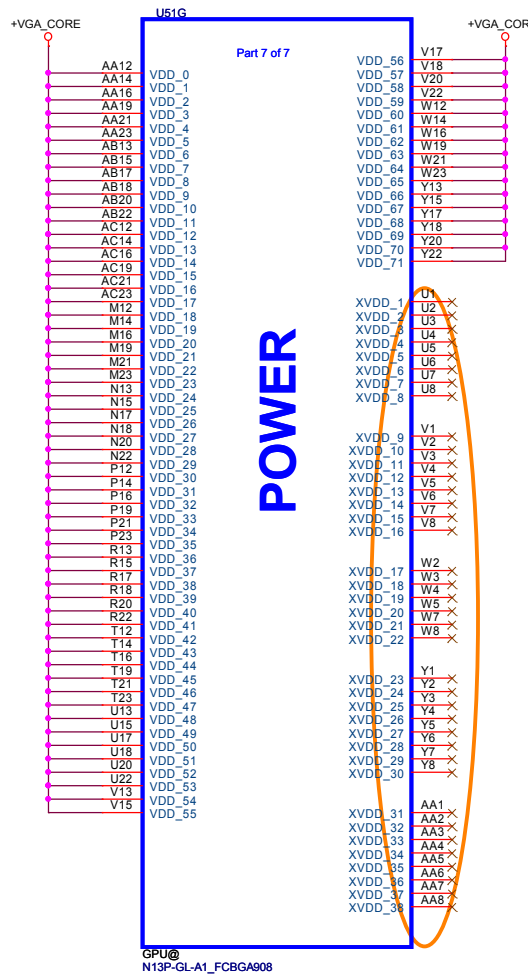 U51G
+VGA_CORE
+VGA_COR
Part 7 of 7
AA12 VDD_0
AA14 VDD_1
AA16 VDD_2
AA19 VDD_3
AA21 VDD_4
AA23 VDD_5
AB13 VDD_6
AB15 VDD_7
AB17 VDD_8
AB18 VDD_9
AB20 VDD_10
AB22 VDD_11
AC12 VDD_12
AC14 VDD_13
AC16 VDD_14
AC19 VDD_15
AC21 VDD_16
AC23 VDD_17
M12 VDD_18
M14 VDD_19
M16 VDD_20
M19 VDD_21
M21 VDD_22
M23 VDD_23
N13 VDD_24
N15 VDD_25
N17 VDD_26
N18 VDD_27
N20 VDD_28
N22 VDD_29
P12 VDD_30
P14 VDD_31
P16 VDD_32
P19 VDD_33
P21 VDD_34
P23 VDD_35
R13 VDD_36
R15 VDD_37
R17 VDD_38
R18 VDD_39
R20 VDD_40
R22 VDD_41
T12 VDD_42
T14 VDD_43
T16 VDD_44
T19 VDD_45
T21 VDD_46
T23 VDD_47
U13 VDD_48
U15 VDD_49
U17 VDD_50
U18 VDD_51
U20 VDD_52
U22 VDD_53
V13 VDD_54
V15 VDD_55
POWER
VDD_56 V17
VDD_57 V18
VDD_58 V20
VDD_59 V22
VDD_60 W12
VDD_61 W14
VDD_62 W16
VDD_63 W19
VDD_64 W21
VDD_65 W23
VDD_66 Y13
VDD_67 Y15
VDD_68 Y17
VDD_69 Y18
VDD_70 Y20
VDD_71 Y22
XVDD_1 U1
XVDD_2 U2
XVDD_3 U3
XVDD_4 U4
XVDD_5 U5
XVDD_6 U6
XVDD_7 U7
XVDD_8 U8
XVDD_9 V1
XVDD_10 V2
XVDD_11 V3
XVDD_12 V4
XVDD_13 V5
XVDD_14 V6
XVDD_15 V7
XVDD_16 V8
XVDD_17 W2
XVDD_18 W3
XVDD_19 W4
XVDD_20 W5
XVDD_21 W7
XVDD_22 W8
XVDD_23 Y1
XVDD_24 Y2
XVDD_25 Y3
XVDD_26 Y4
XVDD_27 Y5
XVDD_28 Y6
XVDD_29 Y7
XVDD_30 Y8
XVDD_31 AA1
XVDD_32 AA2
XVDD_33 AA3
XVDD_34 AA4
XVDD_35 AA5
XVDD_36 AA6
XVDD_37 AA7
XVDD_38 AA8
GPU@
N13P-GL-A1_FCBGA908